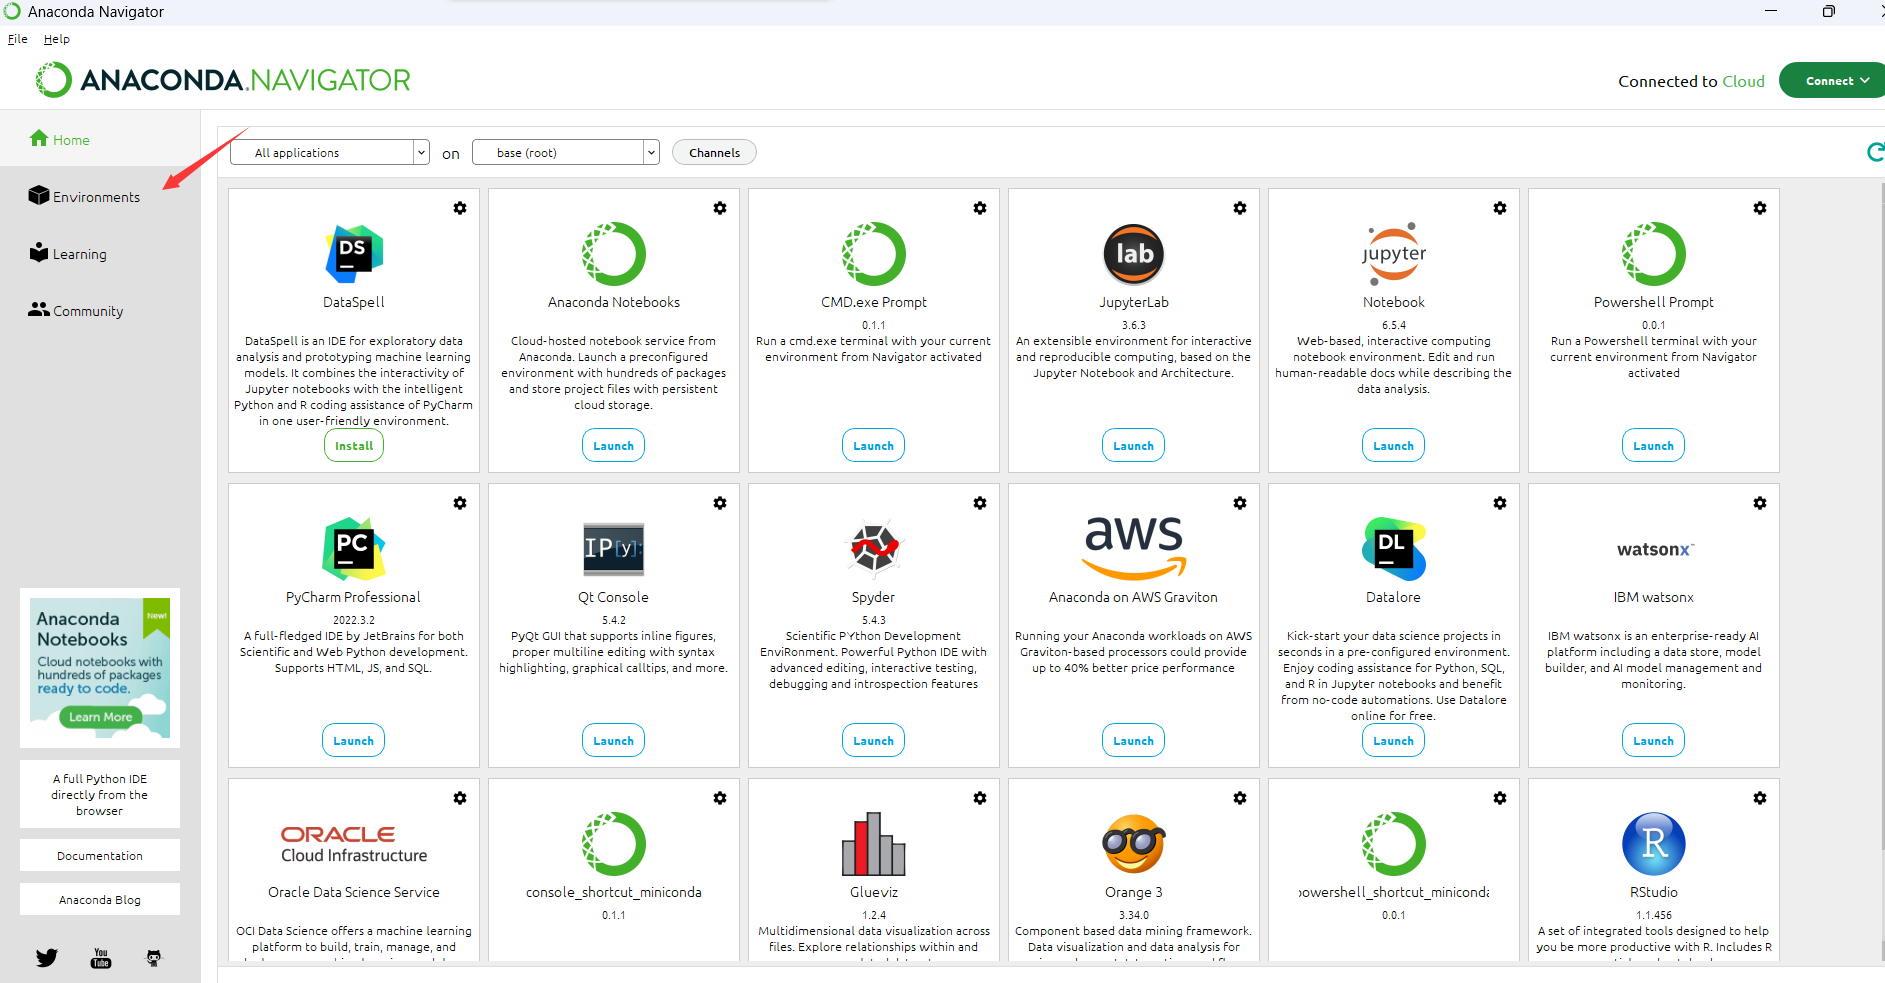 Anaconda Navigator
File Help
ANACONDA.NAVIGATOR
Connected to Cloud
Connect
Home
Environments
Learning
Community
All applications
on
base (root)
Channels
DS
DataSpell
DataSpell is an IDE for exploratory data
analysis and prototyping machine learning
models. It combines the interactivity of
Jupyter notebooks with the intelligent
Python and R coding assistance of PyCharm
in one user-friendly environment.
Install
Anaconda Notebooks
Cloud-hosted notebook service from
Anaconda. Launch a preconfigured
environment with hundreds of packages
and store project files with persistent
cloud storage.
Launch
CMD.exe Prompt
0.1.1
Run a cmd.exe terminal with your current
environment from Navigator activated
Launch
lab
JupyterLab
3.6.3
An extensible environment for interactive
and reproducible computing, based on the
Jupyter Notebook and Architecture.
Launch
jupyter
Notebook
6.5.4
Web-based, interactive computing
notebook environment. Edit and run
human-readable docs while describing the
data analysis.
Launch
Powershell Prompt
0.0.1
Run a Powershell terminal with your
current environment from Navigator
activated
Launch
PC
PyCharm Professional
2022.3.2
A full-fledged IDE by JetBrains for both
Scientific and Web Python development.
Supports HTML, JS, and SQL.
Launch
IP[y]:
Qt Console
5.4.2
PyQt GUI that supports inline figures,
proper multiline editing with syntax
highlighting, graphical calltips, and more.
Launch
Spyder
5.4.3
Scientific PYthon Development
EnviRonment. Powerful Python IDE with
advanced editing, interactive testing,
debugging and introspection features
Launch
aws
Anaconda on AWS Graviton
Running your Anaconda workloads on AWS
Graviton-based processors could provide
up to 40% better price performance
Launch
DL
Datalore
Kick-start your data science projects in
seconds in a pre-configured environment.
Enjoy coding assistance for Python, SQL,
and R in Jupyter notebooks and benefit
from no-code automations. Use Datalore
online for free.
Launch
watsonx™
IBM watsonx
IBM watsonx is an enterprise-ready AI
platform including a data store, model
builder, and AI model management and
monitoring.
Launch
ORACLE
Cloud Infrastructure
Oracle Data Science Service
OCI Data Science offers a machine learning
platform to build, train, manage, and
console_shortcut_miniconda
0.1.1
Glueviz
1.2.4
Multidimensional data visualization across
files. Explore relationships within and
Orange 3
3.34.0
Component based data mining framework.
Data visualization and data analysis for
powershell_shortcut_miniconda
0.0.1
R
RStudio
1.1.456
A set of integrated tools designed to help
you be more productive with R. Includes R
Anaconda
Notebooks
New!
Cloud notebooks with
hundreds of packages
ready to code.
Learn More
A full Python IDE
directly from the
browser
Documentation
Anaconda Blog
You
Tube